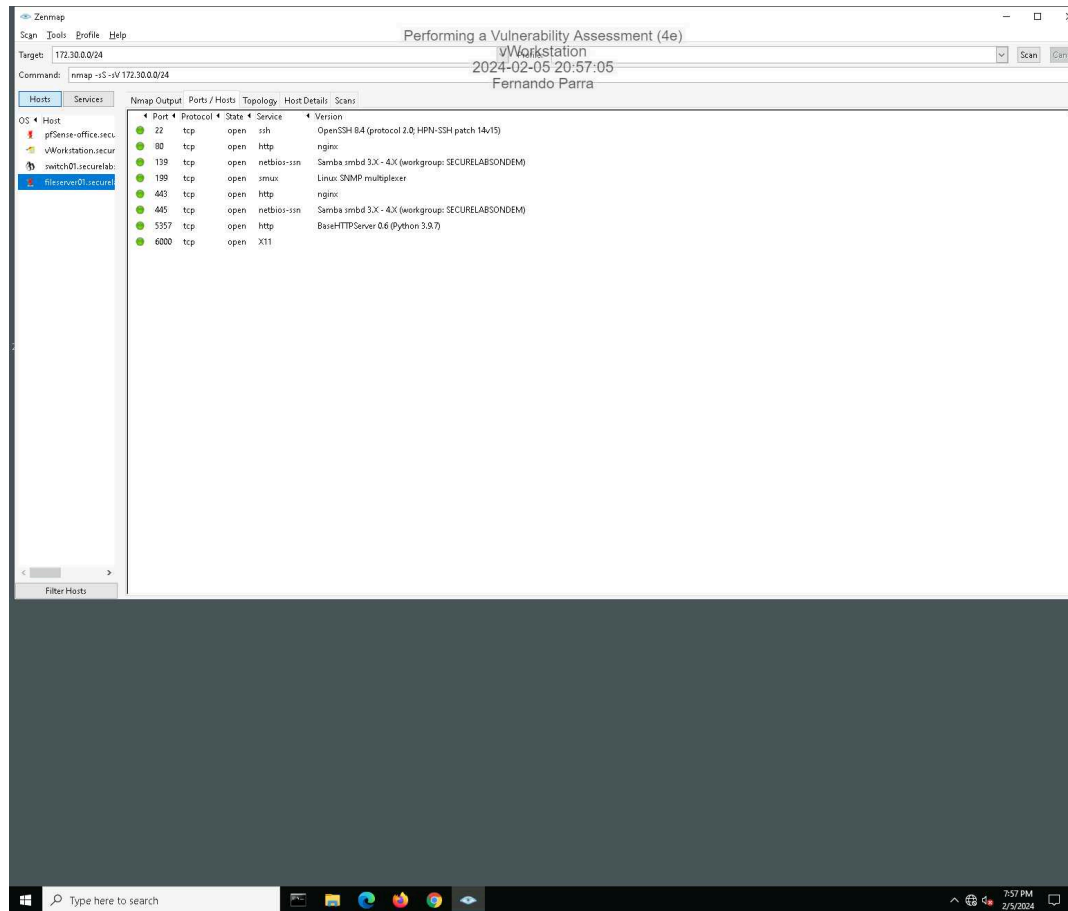 Zenmap
Scan Tools Profile Help
Performing a Vulnerability Assessment (4e)
vWorkstation
2024-02-05 20:57:05
Fernando Parra
Target: 172.30.0.0/24
Scan
Command: nmap -sS -sV 172.30.0.0/24
Hosts Services
Nmap Output Ports / Hosts Topology Host Details Scans
OS Host
pfSense-office.secu
vWorkstation.secur
switch01.securelab
fileserver01.securel
Port Protocol State Service Version
22 tcp open ssh OpenSSH 8.4 (protocol 2.0; HPN-SSH patch 14v15)
80 tcp open http nginx
139 tcp open netbios-ssn Samba smbd 3.X - 4.X (workgroup: SECURELABSONDEM)
199 tcp open smux Linux SNMP multiplexer
443 tcp open http nginx
445 tcp open netbios-ssn Samba smbd 3.X - 4.X (workgroup: SECURELABSONDEM)
5357 tcp open http BaseHTTPServer 0.6 (Python 3.9.7)
6000 tcp open X11
Filter Hosts
Type here to search
7:57 PM
2/5/2024